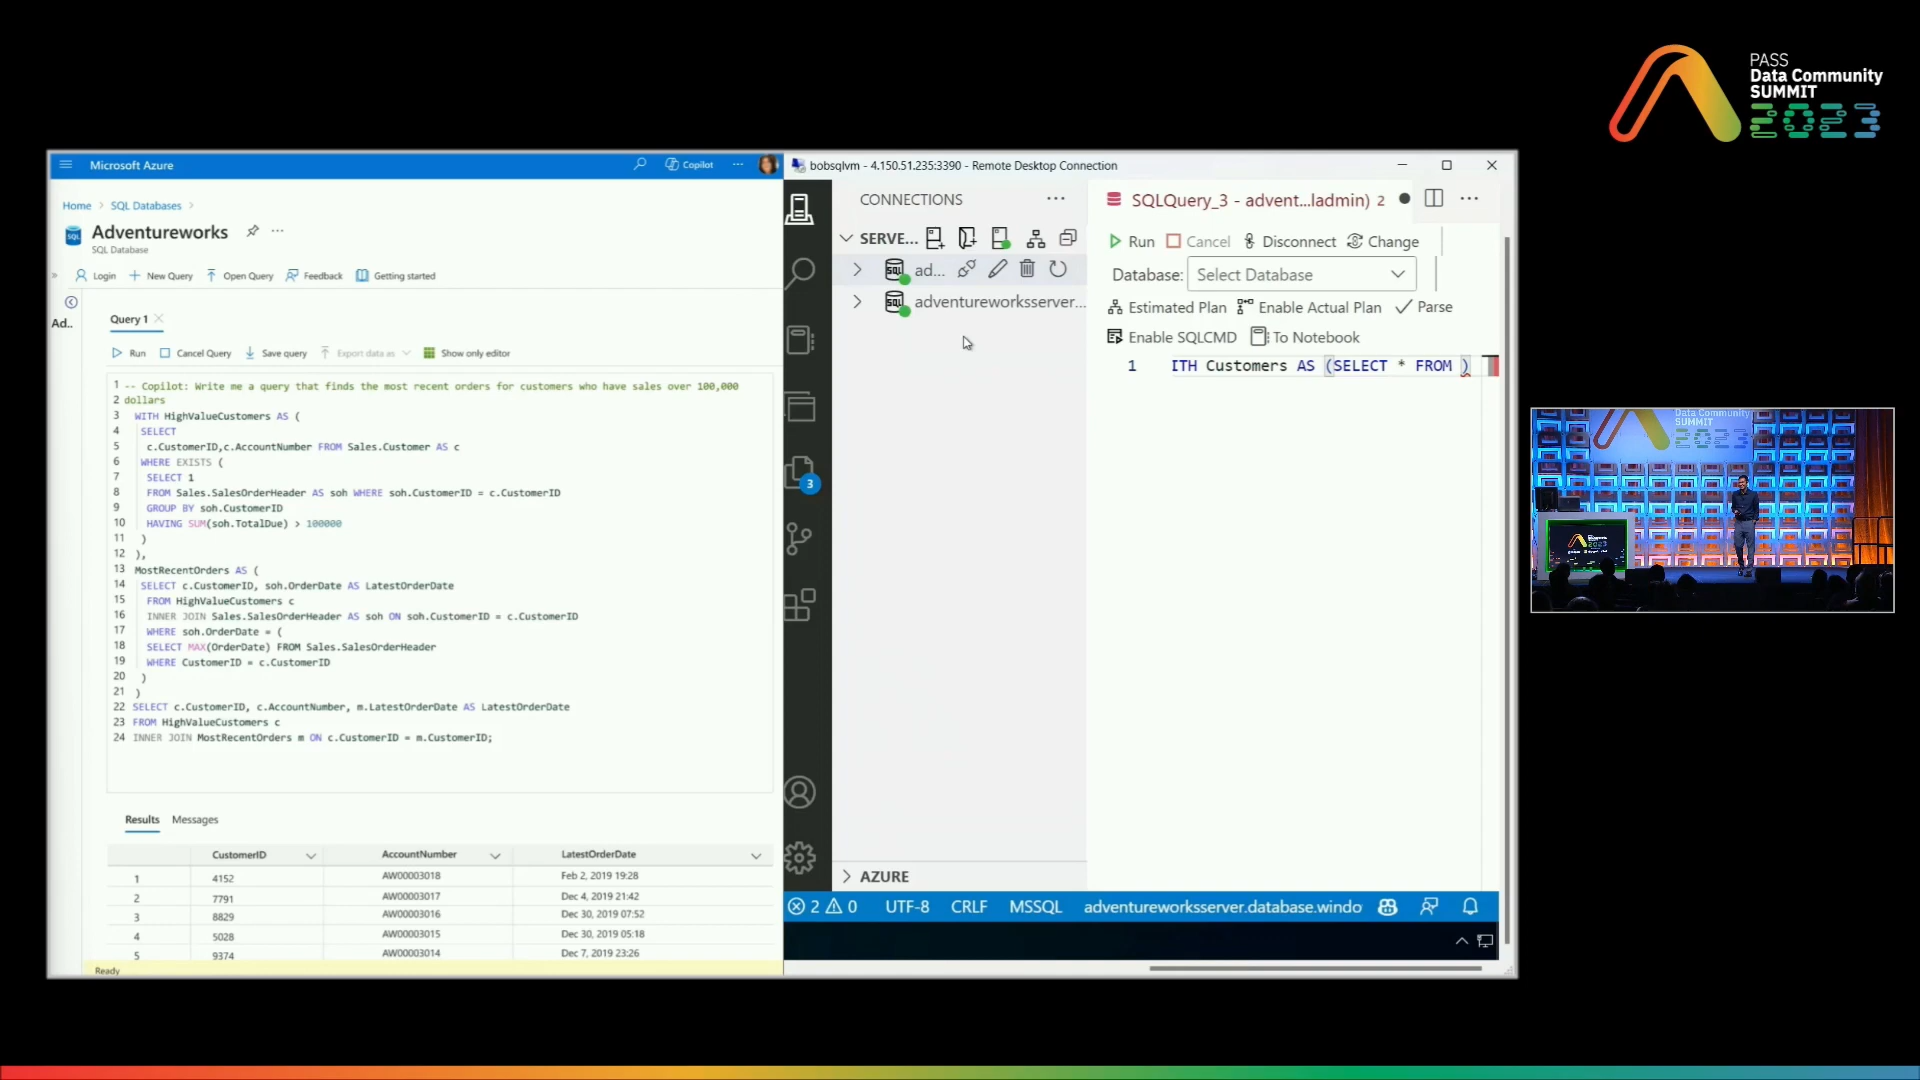 PASS
Data Community
SUMMIT
2023
Microsoft Azure
Copilot
Home > SQL Databases >
Adventureworks
SQL Database
Login
New Query
Open Query
Feedback
Getting started
Ad..
Query 1
Run
Cancel Query
Save query
Export data as
Show only editor
1 -- Copilot: Write me a query that finds the most recent orders for customers who have sales over 100,000
2 dollars
3 WITH HighValueCustomers AS (
4 SELECT
5 c.CustomerID,c.AccountNumber FROM Sales.Customer AS c
6 WHERE EXISTS (
7 SELECT 1
8 FROM Sales.SalesOrderHeader AS soh WHERE soh.CustomerID = c.CustomerID
9 GROUP BY soh.CustomerID
10 HAVING SUM(soh.TotalDue) > 100000
11 )
12 ),
13 MostRecentOrders AS (
14 SELECT c.CustomerID, soh.OrderDate AS LatestOrderDate
15 FROM HighValueCustomers c
16 INNER JOIN Sales.SalesOrderHeader AS soh ON soh.CustomerID = c.CustomerID
17 WHERE soh.OrderDate = (
18 SELECT MAX(OrderDate) FROM Sales.SalesOrderHeader
19 WHERE CustomerID = c.CustomerID
20 )
21 )
22 SELECT c.CustomerID, c.AccountNumber, m.LatestOrderDate AS LatestOrderDate
23 FROM HighValueCustomers c
24 INNER JOIN MostRecentOrders m ON c.CustomerID = m.CustomerID;
Results Messages
CustomerID AccountNumber LatestOrderDate
1 4152 AW00003018 Feb 2, 2019 19:28
2 7791 AW00003017 Dec 4, 2019 21:42
3 8829 AW00003016 Dec 30, 2019 07:52
4 5028 AW00003015 Dec 30, 2019 05:18
5 9374 AW00003014 Dec 7, 2019 23:26
Ready
bobsqlvm - 4.150.51.235:3390 - Remote Desktop Connection
CONNECTIONS
SERVE...
ad...
adventureworksserver...
3
AZURE
SQLQuery_3 - advent...ladmin) 2
Run Cancel Disconnect Change
Database: Select Database
Estimated Plan Enable Actual Plan Parse
Enable SQLCMD To Notebook
1 ITH Customers AS (SELECT * FROM )
2 0 UTF-8 CRLF MSSQL adventureworksserver.database.windo
Data Community
SUMMIT
2023